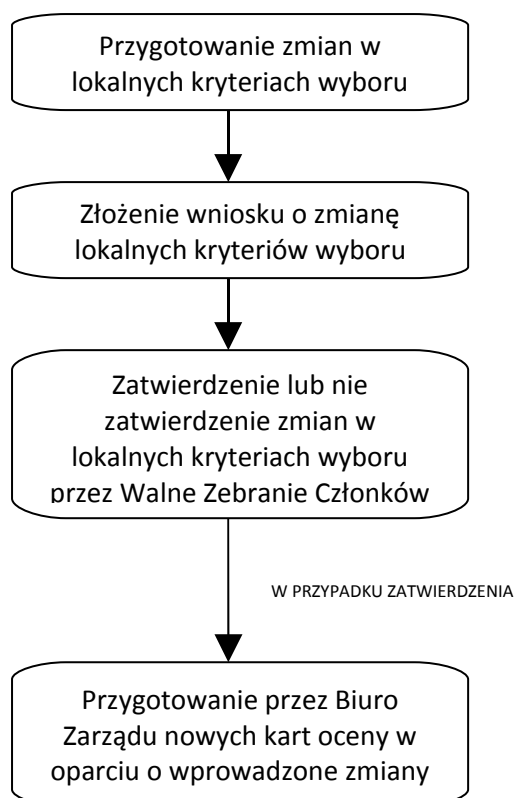 Przygotowanie zmian w
lokalnych kryteriach wyboru
Złożenie wniosku o zmianę
lokalnych kryteriów wyboru
Zatwierdzenie lub nie
zatwierdzenie zmian w
lokalnych kryteriach wyboru
przez Walne Zebranie Członków
W PRZYPADKU ZATWIERDZENIA
Przygotowanie przez Biuro
Zarządu nowych kart oceny w
oparciu o wprowadzone zmiany